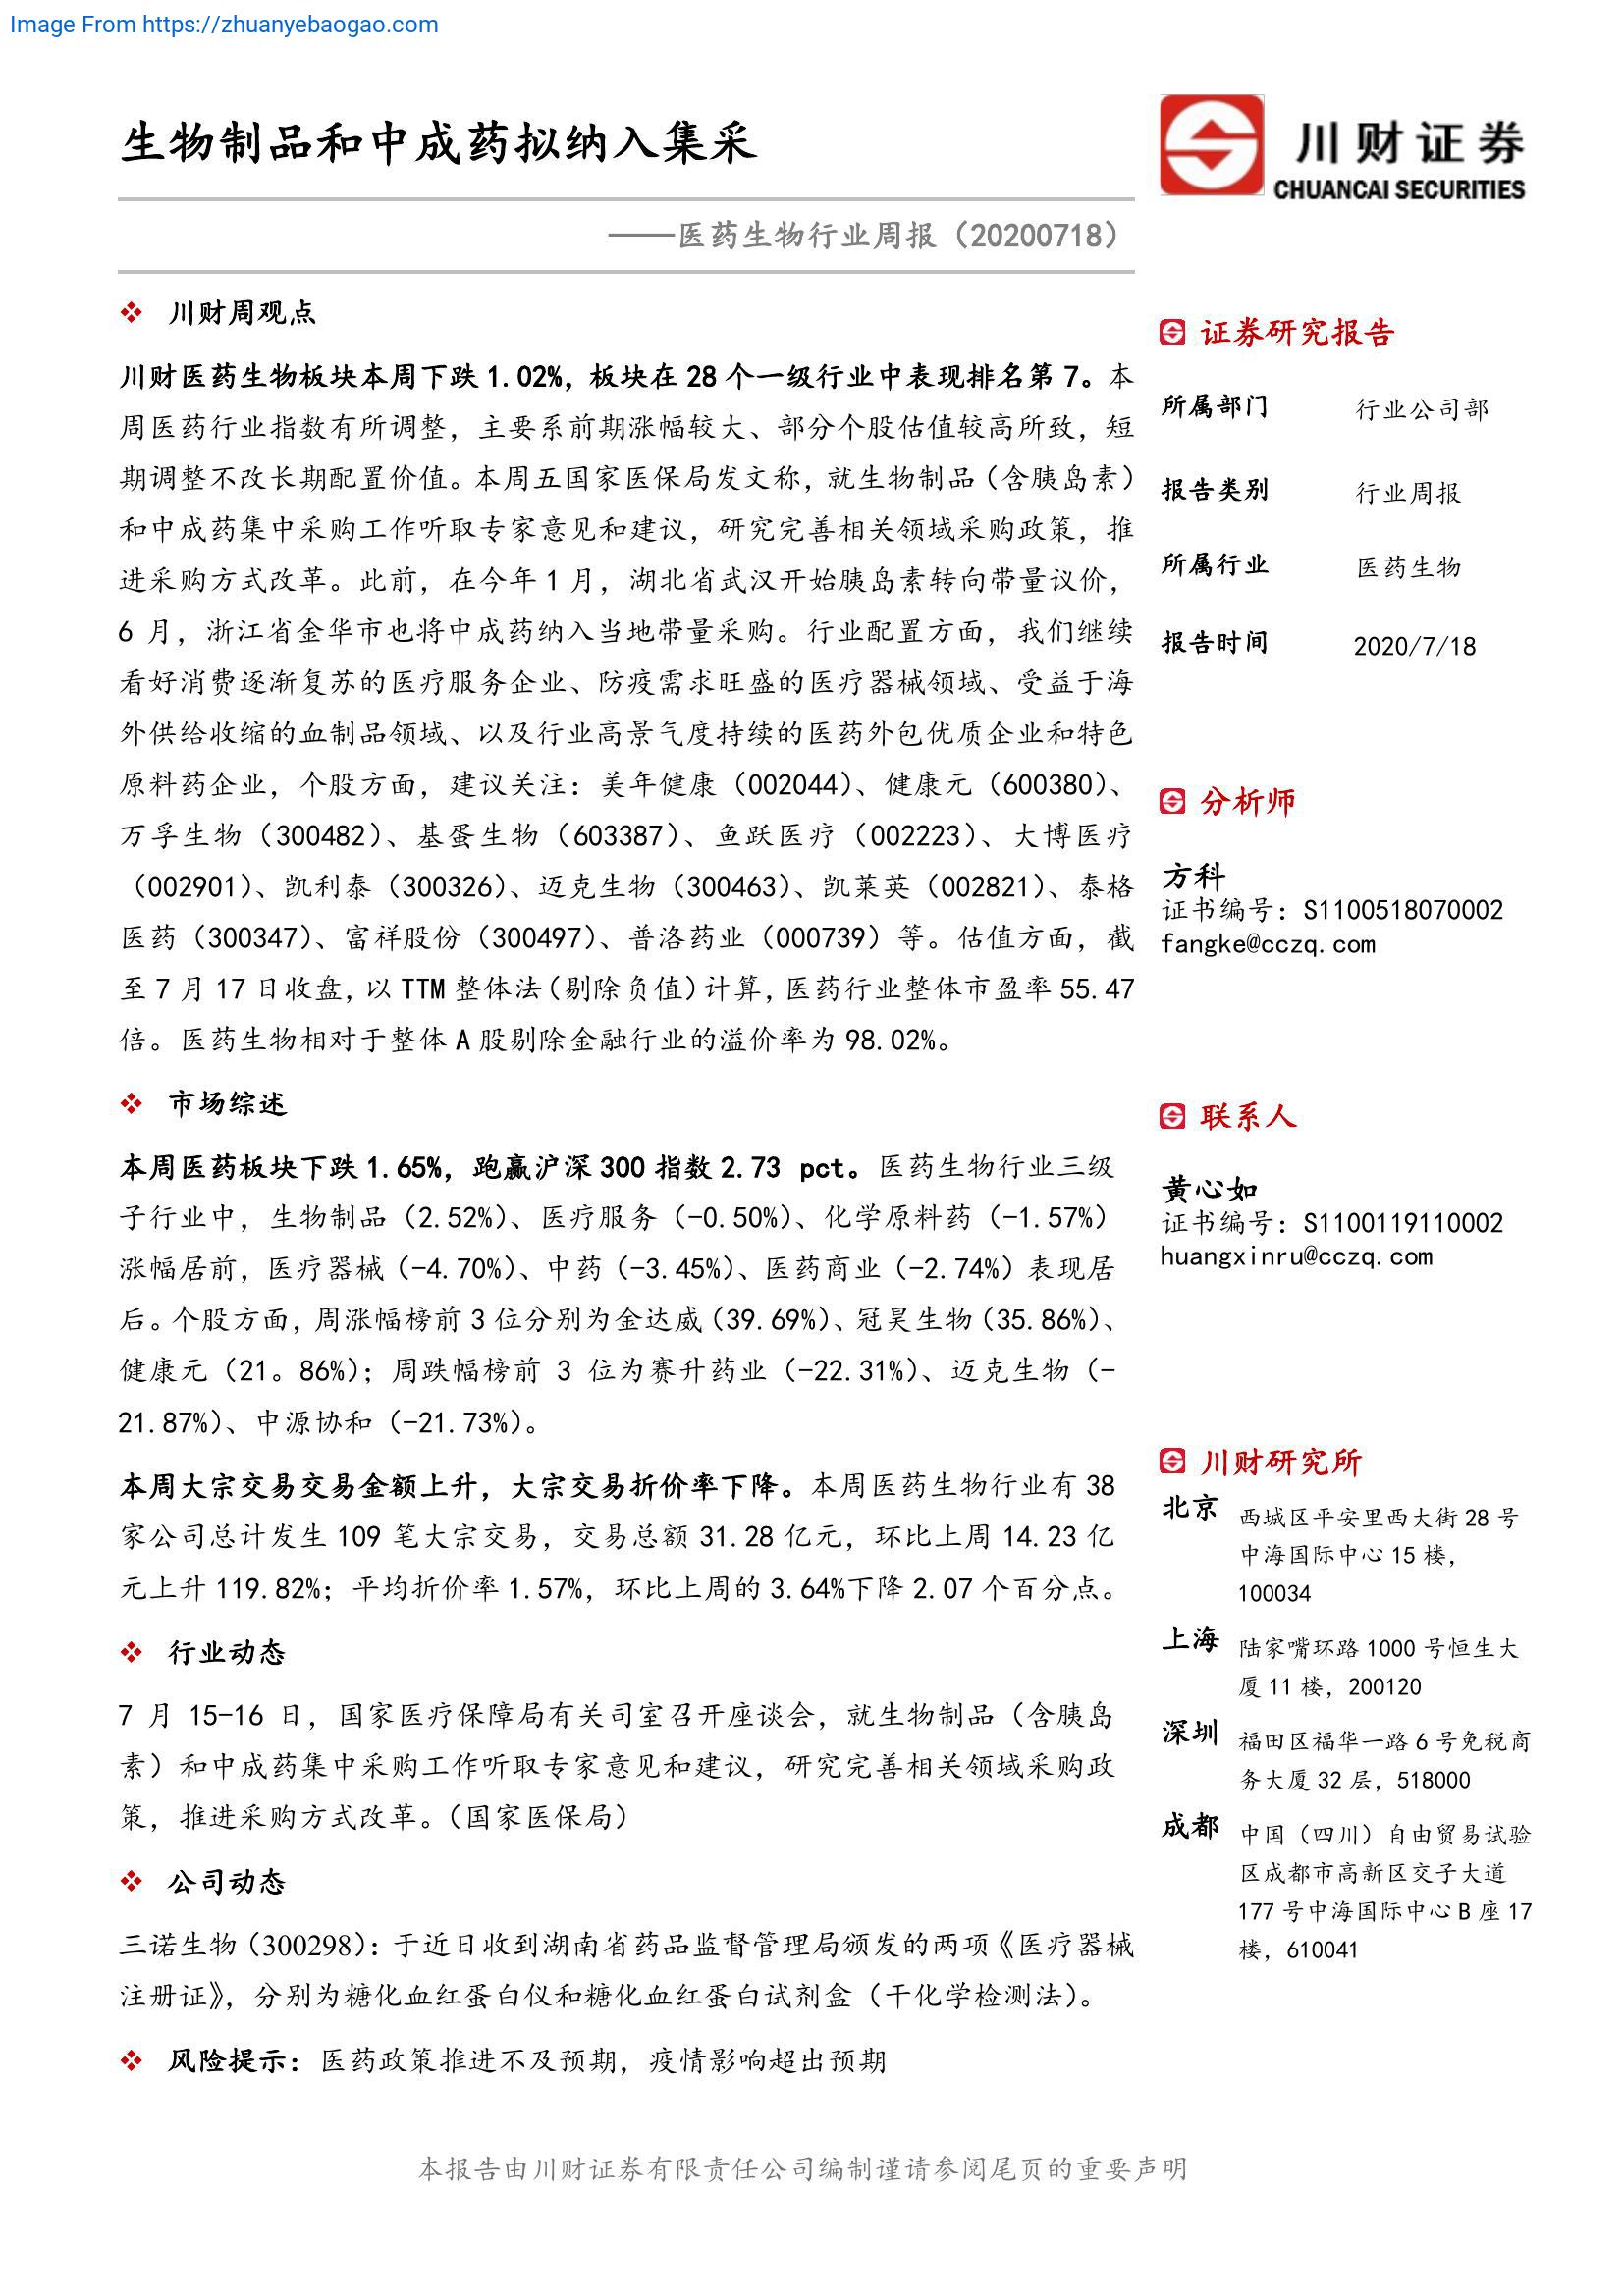 Image From https://zhuanyebaogao.com
生物制品和中成药拟纳入集采
川财证券
CHUANCAI SECURITIES
——医药生物行业周报（20200718）
❖ 川财周观点
川财医药生物板块本周下跌 1.02%，板块在 28 个一级行业中表现排名第 7。本
周医药行业指数有所调整，主要系前期涨幅较大、部分个股估值较高所致，短
期调整不改长期配置价值。本周五国家医保局发文称，就生物制品（含胰岛素）
和中成药集中采购工作听取专家意见和建议，研究完善相关领域采购政策，推
进采购方式改革。此前，在今年 1 月，湖北省武汉开始胰岛素转向带量议价，
6 月，浙江省金华市也将中成药纳入当地带量采购。行业配置方面，我们继续
看好消费逐渐复苏的医疗服务企业、防疫需求旺盛的医疗器械领域、受益于海
外供给收缩的血制品领域、以及行业高景气度持续的医药外包优质企业和特色
原料药企业，个股方面，建议关注：美年健康（002044）、健康元（600380）、
万孚生物（300482）、基蛋生物（603387）、鱼跃医疗（002223）、大博医疗
（002901）、凯利泰（300326）、迈克生物（300463）、凯莱英（002821）、泰格
医药（300347）、富祥股份（300497）、普洛药业（000739）等。估值方面，截
至 7 月 17 日收盘，以 TTM 整体法（剔除负值）计算，医药行业整体市盈率 55.47
倍。医药生物相对于整体 A 股剔除金融行业的溢价率为 98.02%。
❖ 市场综述
本周医药板块下跌 1.65%，跑赢沪深 300 指数 2.73 pct。医药生物行业三级
子行业中，生物制品（2.52%）、医疗服务（-0.50%）、化学原料药（-1.57%）
涨幅居前，医疗器械（-4.70%）、中药（-3.45%）、医药商业（-2.74%）表现居
后。个股方面，周涨幅榜前 3 位分别为金达威（39.69%）、冠昊生物（35.86%）、
健康元（21。86%）；周跌幅榜前 3 位为赛升药业（-22.31%）、迈克生物（-
21.87%）、中源协和（-21.73%）。
本周大宗交易交易金额上升，大宗交易折价率下降。本周医药生物行业有 38
家公司总计发生 109 笔大宗交易，交易总额 31.28 亿元，环比上周 14.23 亿
元上升 119.82%；平均折价率 1.57%，环比上周的 3.64%下降 2.07 个百分点。
❖ 行业动态
7 月 15-16 日，国家医疗保障局有关司室召开座谈会，就生物制品（含胰岛
素）和中成药集中采购工作听取专家意见和建议，研究完善相关领域采购政
策，推进采购方式改革。（国家医保局）
❖ 公司动态
三诺生物（300298）：于近日收到湖南省药品监督管理局颁发的两项《医疗器械
注册证》，分别为糖化血红蛋白仪和糖化血红蛋白试剂盒（干化学检测法）。
❖ 风险提示：医药政策推进不及预期，疫情影响超出预期
证券研究报告
所属部门 行业公司部
报告类别 行业周报
所属行业 医药生物
报告时间 2020/7/18
分析师
方科
证书编号：S1100518070002
fangke@cczq.com
联系人
黄心如
证书编号：S1100119110002
huangxinru@cczq.com
川财研究所
北京 西城区平安里西大街 28 号
中海国际中心 15 楼，
100034
上海 陆家嘴环路 1000 号恒生大
厦 11 楼，200120
深圳 福田区福华一路 6 号免税商
务大厦 32 层，518000
成都 中国（四川）自由贸易试验
区成都市高新区交子大道
177 号中海国际中心 B 座 17
楼，610041
本报告由川财证券有限责任公司编制谨请参阅尾页的重要声明